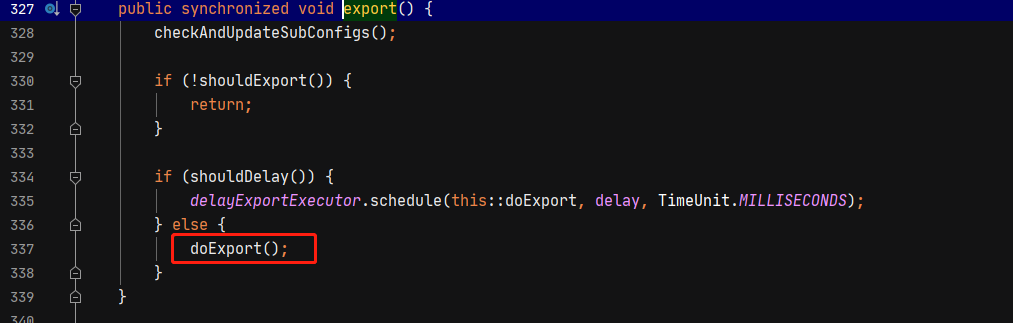 327 public synchronized void export() {
328 checkAndUpdateSubConfigs();
329
330 if (!shouldExport()) {
331 return;
332 }
333
334 if (shouldDelay()) {
335 delayExportExecutor.schedule(this::doExport, delay, TimeUnit.MILLISECONDS);
336 } else {
337 doExport();
338 }
339 }
340